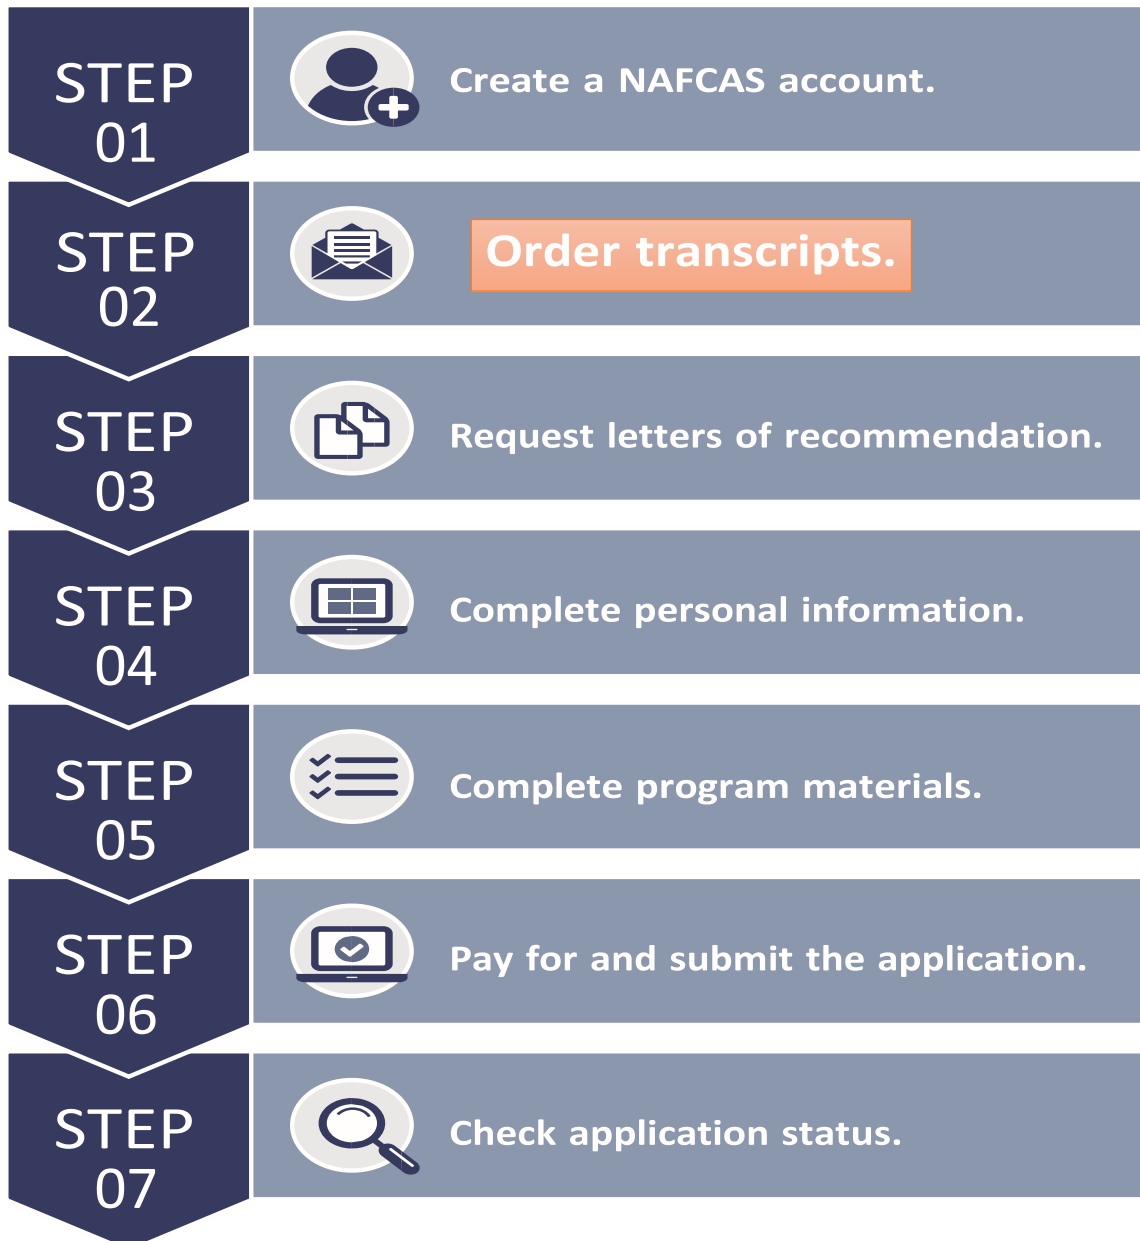 STEP
01
Create a NAFCAS account.
STEP
02
Order transcripts.
STEP
03
Request letters of recommendation.
STEP
04
Complete personal information.
STEP
05
Complete program materials.
STEP
06
Pay for and submit the application.
STEP
07
Check application status.